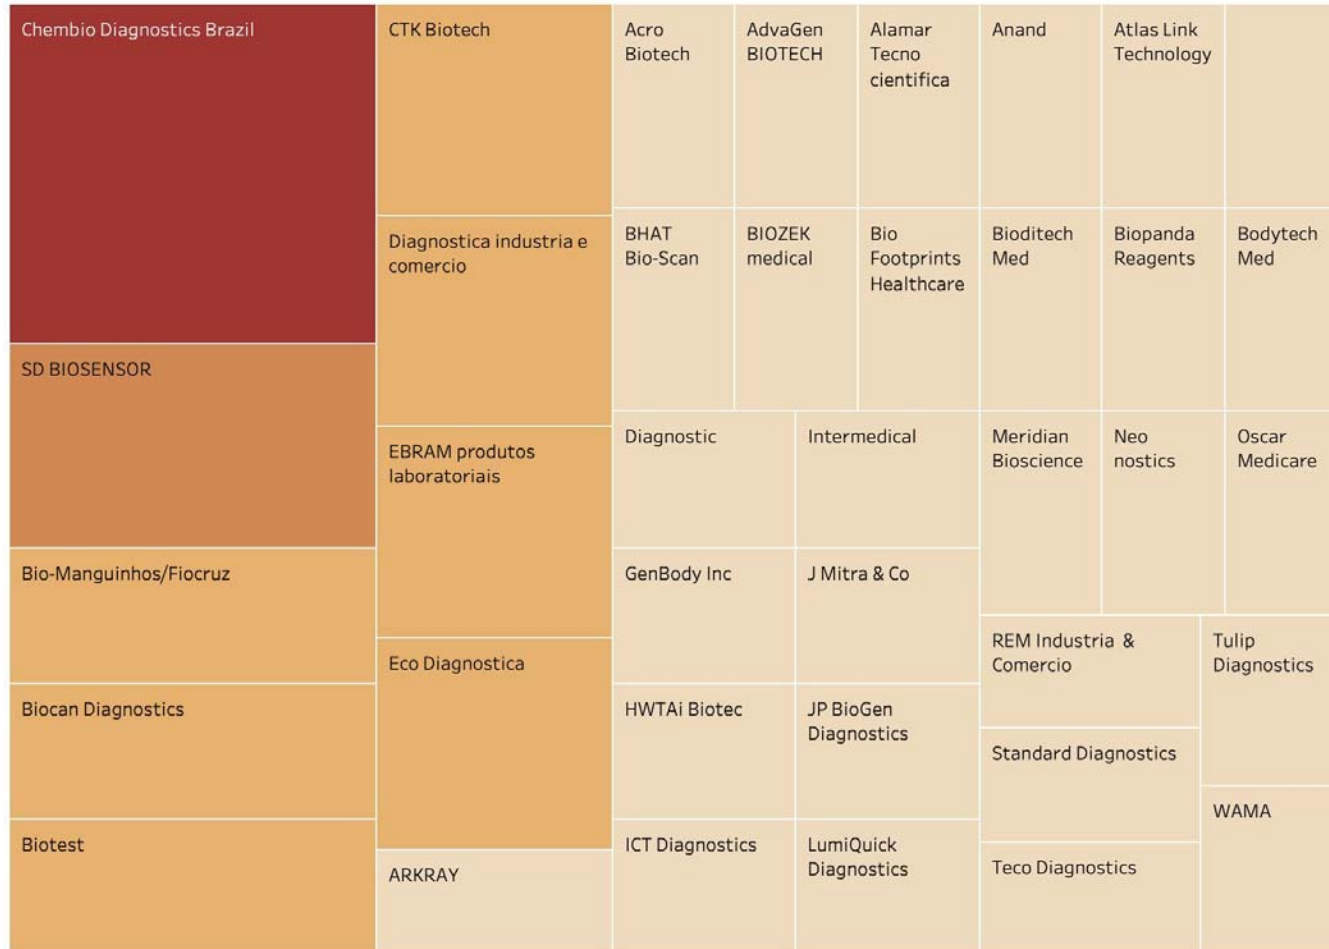 Chembio Diagnostics Brazil
SD BIOSENSOR
Bio-Manguinhos/Fiocruz
Biocan Diagnostics
Biotest
CTK Biotech
Diagnostica industria e
comercio
EBRAM produtos
laboratoriais
Eco Diagnostica
ARKRAY
Acro
Biotech
AdvaGen
BIOTECH
Alamar
Tecno
cientifica
Anand
Atlas Link
Technology
BHAT
Bio-Scan
BIOZEK
medical
Bio
Footprints
Healthcare
Bioditech
Med
Biopanda
Reagents
Bodytech
Med
Diagnostic
Intermedical
GenBody Inc
J Mitra & Co
HWTAi Biotec
JP BioGen
Diagnostics
ICT Diagnostics
LumiQuick
Diagnostics
Meridian
Bioscience
Neo
nostics
Oscar
Medicare
REM Industria &
Comercio
Tulip
Diagnostics
Standard Diagnostics
WAMA
Teco Diagnostics